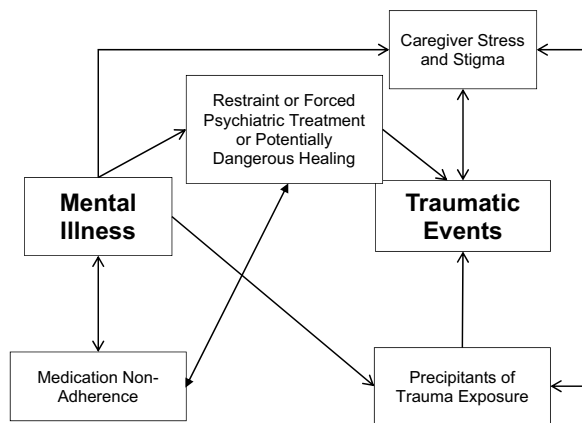 Caregiver Stress
and Stigma
Restraint or Forced
Psychiatric Treatment
or Potentially
Dangerous Healing
Mental
Illness
Traumatic
Events
Medication Non-
Adherence
Precipitants of
Trauma Exposure